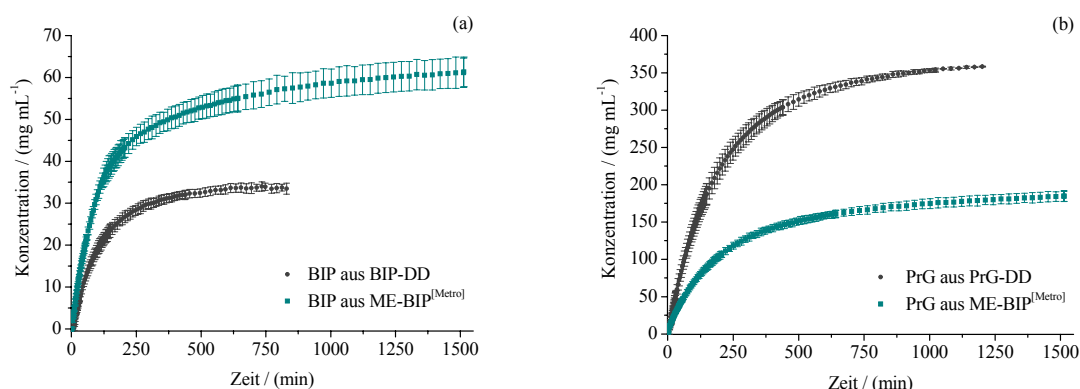 (a)
Konzentration / (mg mL⁻¹)
70
60
50
40
30
20
10
0
BIP aus BIP-DD
BIP aus ME-BIP[Metro]
0 250 500 750 1000 1250 1500
Zeit / (min)
(b)
Konzentration / (mg mL⁻¹)
400
350
300
250
200
150
100
50
0
PrG aus PrG-DD
PrG aus ME-BIP[Metro]
0 250 500 750 1000 1250 1500
Zeit / (min)